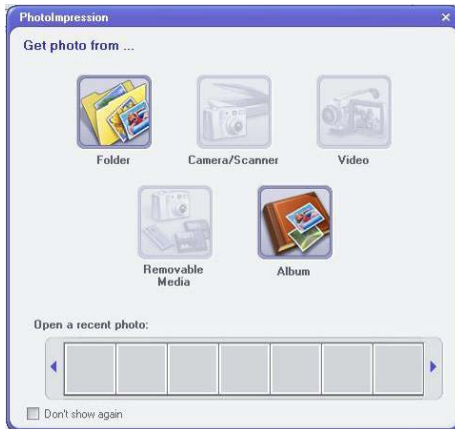 PhotoImpression
Get photo from ...
Folder
Camera/Scanner
Video
Removable
Media
Album
Open a recent photo:
Don't show again